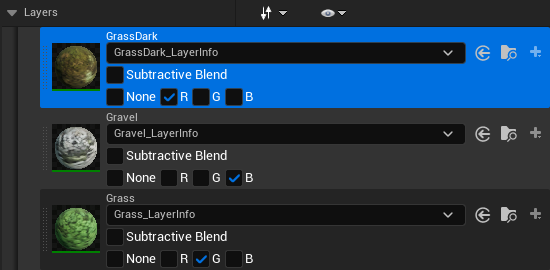 Layers
GrassDark
GrassDark_LayerInfo
Subtractive Blend
None R G B
Gravel
Gravel_LayerInfo
Subtractive Blend
None R G B
Grass
Grass_LayerInfo
Subtractive Blend
None R G B